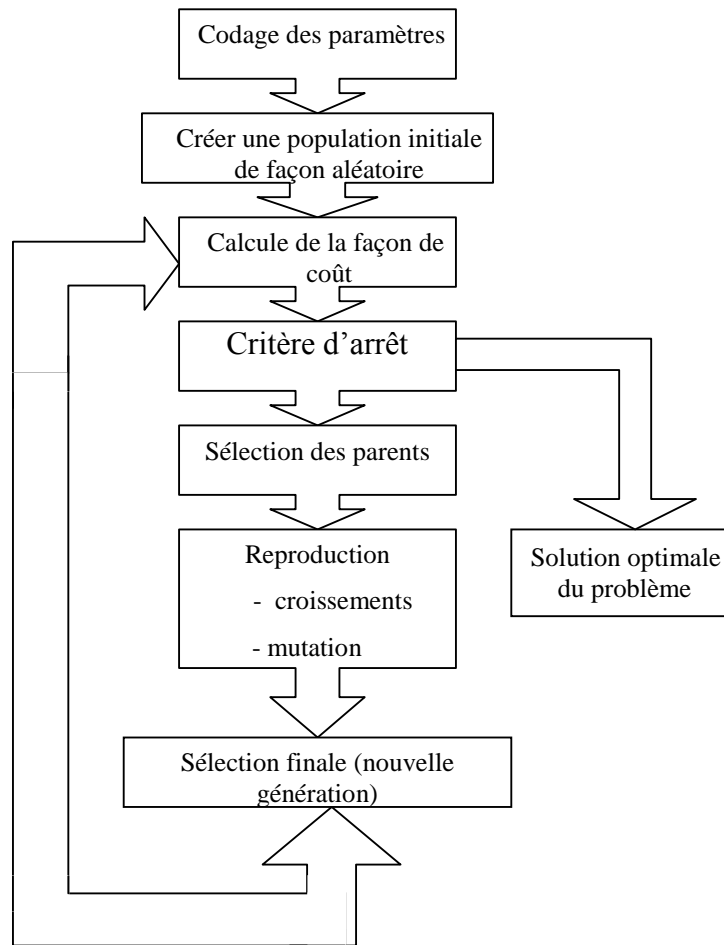 Codage des paramètres
Créer une population initiale
de façon aléatoire
Calcule de la façon de
coût
Critère d’arrêt
Sélection des parents
Reproduction
- croissements
- mutation
Solution optimale
du problème
Sélection finale (nouvelle
génération)